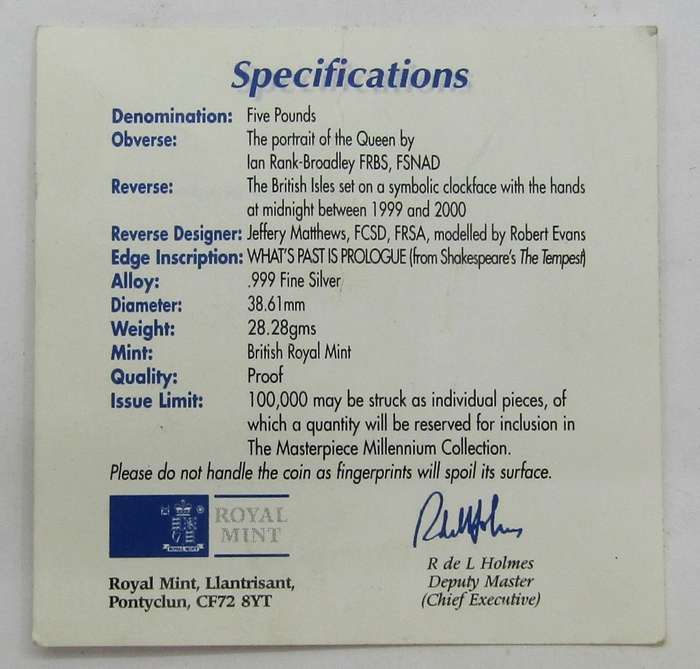 Specifications
Denomination: Five Pounds
Obverse: The portrait of the Queen by
Ian Rank-Broadley FRBS, FSNAD
Reverse: The British Isles set on a symbolic clockface with the hands
at midnight between 1999 and 2000
Reverse Designer: Jeffery Matthews, FCSD, FRSA, modelled by Robert Evans
Edge Inscription: WHAT'S PAST IS PROLOGUE (from Shakespeare's The Tempest)
Alloy: .999 Fine Silver
Diameter: 38.61mm
Weight: 28.28gms
Mint: British Royal Mint
Quality: Proof
Issue Limit: 100,000 may be struck as individual pieces, of
which a quantity will be reserved for inclusion in
The Masterpiece Millennium Collection.
Please do not handle the coin as fingerprints will spoil its surface.
ROYAL MINT
ROYAL
MINT
R de L Holmes
R de L Holmes
Deputy Master
(Chief Executive)
Royal Mint, Llantrisant,
Pontyclun, CF72 8YT